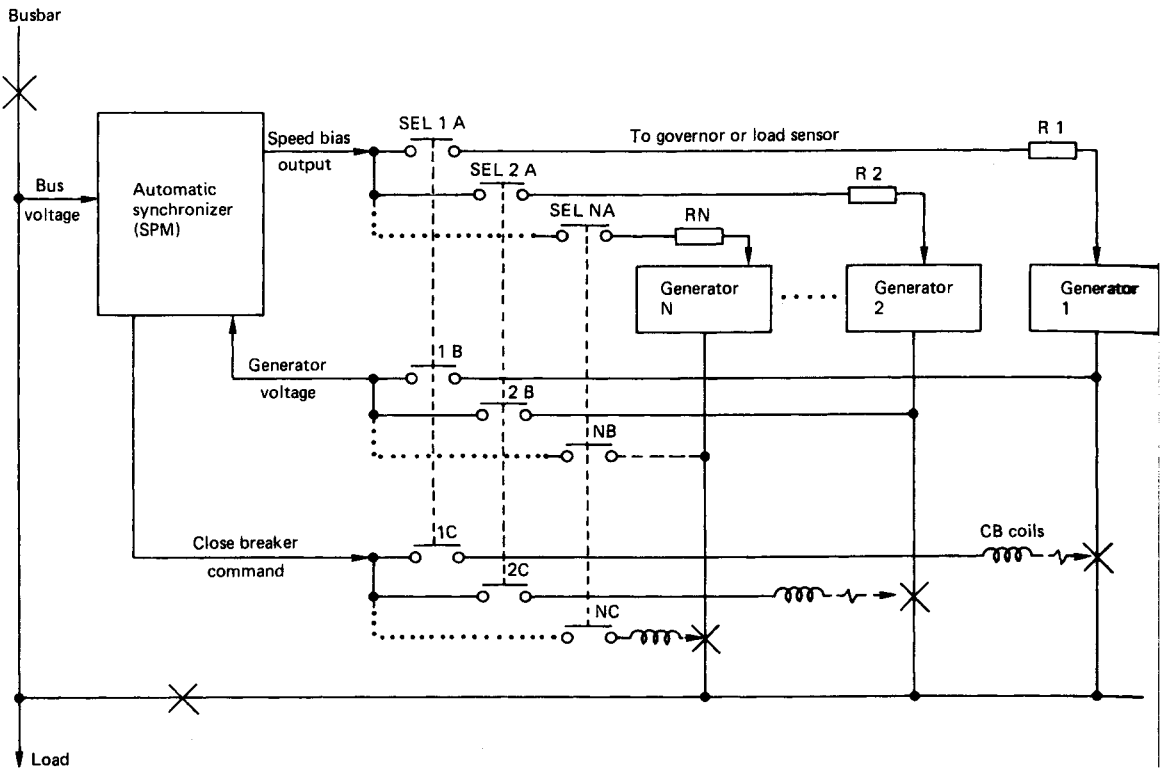 Busbar
SEL 1 A
Speed bias
output
To governor or load sensor
R 1
SEL 2 A
R 2
Bus
voltage
Automatic
synchronizer
(SPM)
SEL NA
RN
Generator
N
Generator
2
Generator
1
1 B
Generator
voltage
2 B
NB
1C
CB coils
Close breaker
command
2C
NC
Load